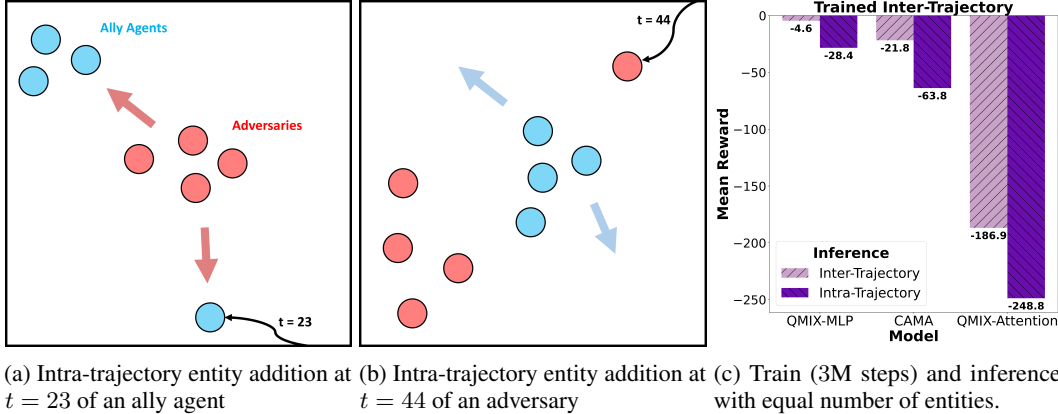 Ally Agents
Adversaries
t = 23
t = 44
Trained Inter-Trajectory
Mean Reward
0
−50
−100
−150
−200
−250
-4.6
-28.4
-21.8
-63.8
-186.9
-248.8
Inference
Inter-Trajectory
Intra-Trajectory
QMIX-MLP
CAMA
QMIX-Attention
Model
(a) Intra-trajectory entity addition at
t = 23 of an ally agent
(b) Intra-trajectory entity addition at
t = 44 of an adversary
(c) Train (3M steps) and inference
with equal number of entities.